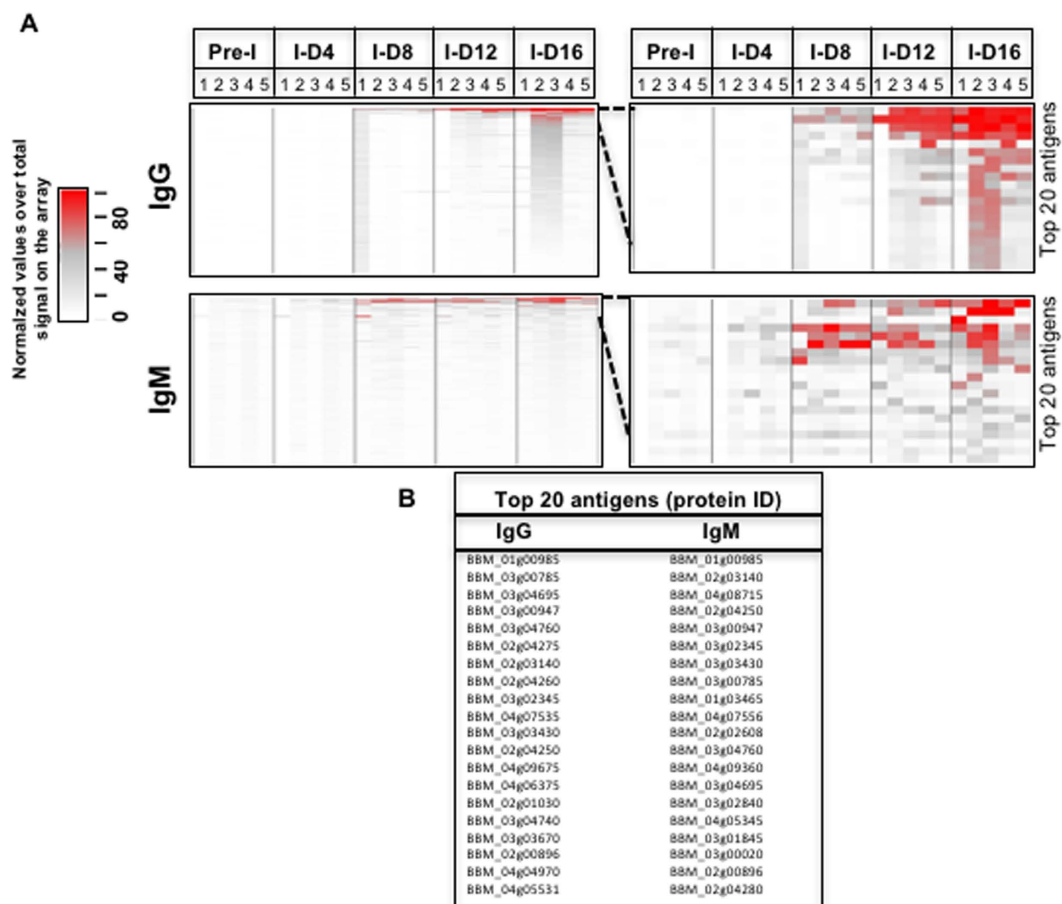 A
Pre-I I-D4 I-D8 I-D12 I-D16
1 2 3 4 5 1 2 3 4 5 1 2 3 4 5 1 2 3 4 5 1 2 3 4 5
Pre-I I-D4 I-D8 I-D12 I-D16
1 2 3 4 5 1 2 3 4 5 1 2 3 4 5 1 2 3 4 5 1 2 3 4 5
Normalzed values over total
signal on the array
80
40
0
IgG
Top 20 antigens
IgM
Top 20 antigens
B
Top 20 antigens (protein ID)
IgG IgM
BBM_01g00985 BBM_01g00985
BBM_03g00785 BBM_02g03140
BBM_03g04695 BBM_04g08715
BBM_03g00947 BBM_02g04250
BBM_03g04760 BBM_03g00947
BBM_02g04275 BBM_03g02345
BBM_02g03140 BBM_03g03430
BBM_02g04260 BBM_03g00785
BBM_03g02345 BBM_01g03465
BBM_04g07535 BBM_04g07556
BBM_03g03430 BBM_02g02608
BBM_02g04250 BBM_03g04760
BBM_04g09675 BBM_04g09360
BBM_04g06375 BBM_03g04695
BBM_02g01030 BBM_03g02840
BBM_03g04740 BBM_04g05345
BBM_03g03670 BBM_03g01845
BBM_02g00896 BBM_03g00020
BBM_04g04970 BBM_02g00896
BBM_04g05531 BBM_02g04280